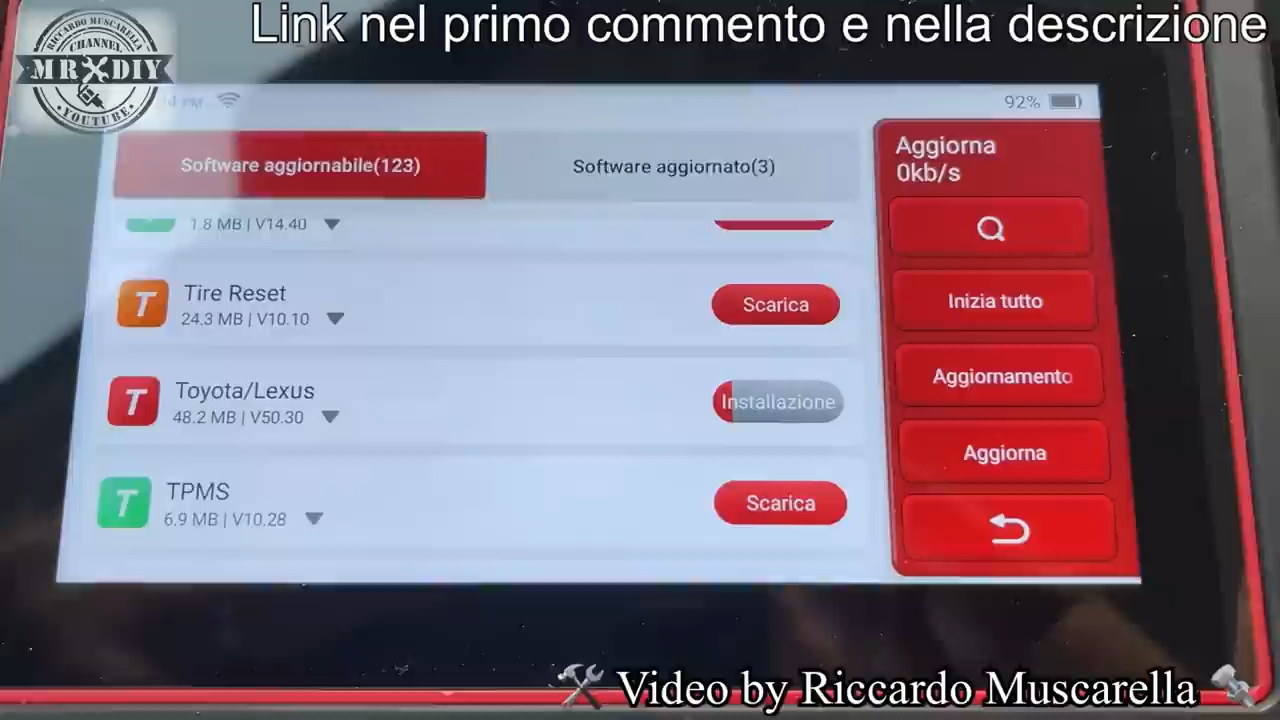 Link nel primo commento e nella descrizione
RICCARDO MUSCARELLA
CHANNEL
MR DIY
YOUTUBE
92%
Software aggiornabile(123)
Software aggiornato(3)
Aggiorna
0kb/s
1.8 MB | V14.40
Tire Reset
24.3 MB | V10.10
Scarica
Inizia tutto
Toyota/Lexus
48.2 MB | V50.30
Installazione
Aggiornamento
TPMS
6.9 MB | V10.28
Scarica
Aggiorna
Video by Riccardo Muscarella